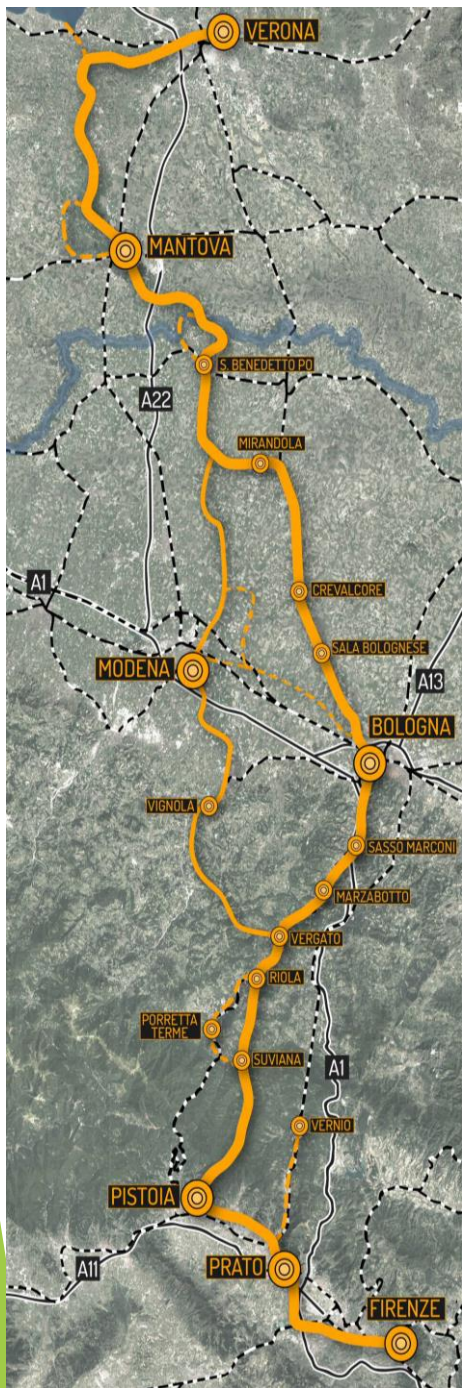 VERONA
MANTOVA
S. BENEDETTO PO
A22
MIRANDOLA
A1
CREVALCORE
SALA BOLOGNESE
MODENA
A13
BOLOGNA
VIGNOLA
SASSO MARCONI
MARZABOTTO
VERGATO
RIOLA
PORRETTA
TERME
SUVIANA
A1
VERNIO
PISTOIA
A11
PRATO
FIRENZE